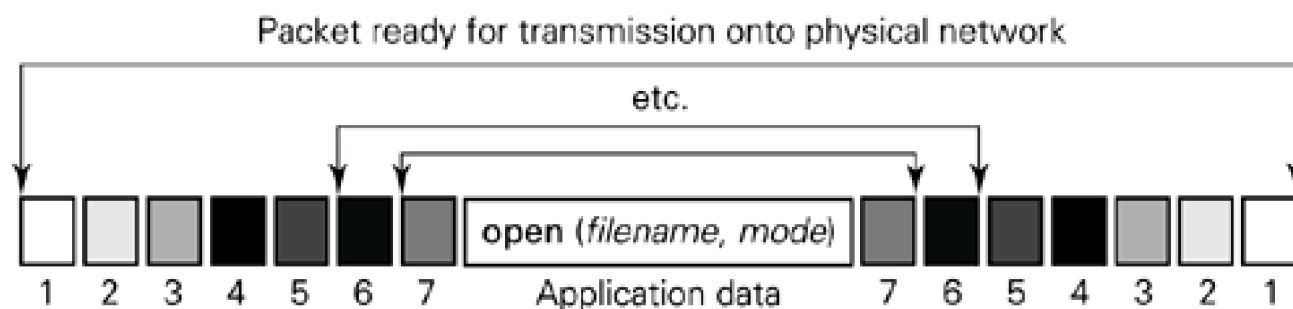 Packet ready for transmission onto physical network
etc.
open (filename, mode)
1 2 3 4 5 6 7 Application data 7 6 5 4 3 2 1